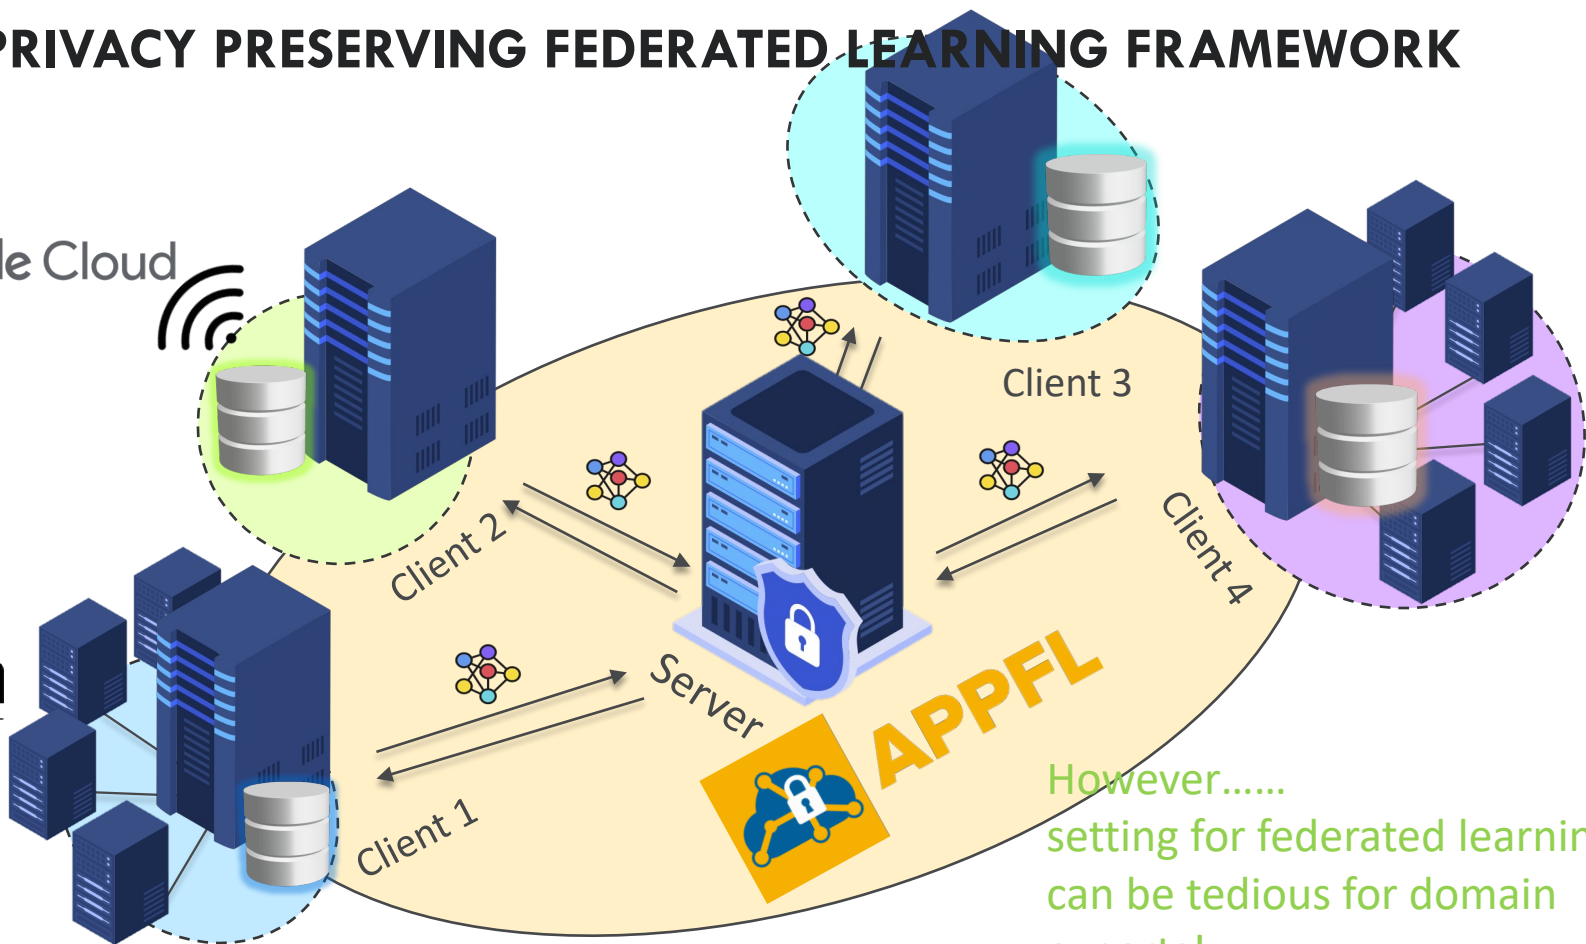 PRIVACY PRESERVING FEDERATED LEARNING FRAMEWORK
le Cloud
Client 3
Client 2
Client 4
Server
APPFL
Client 1
However......
setting for federated learnin
can be tedious for domain